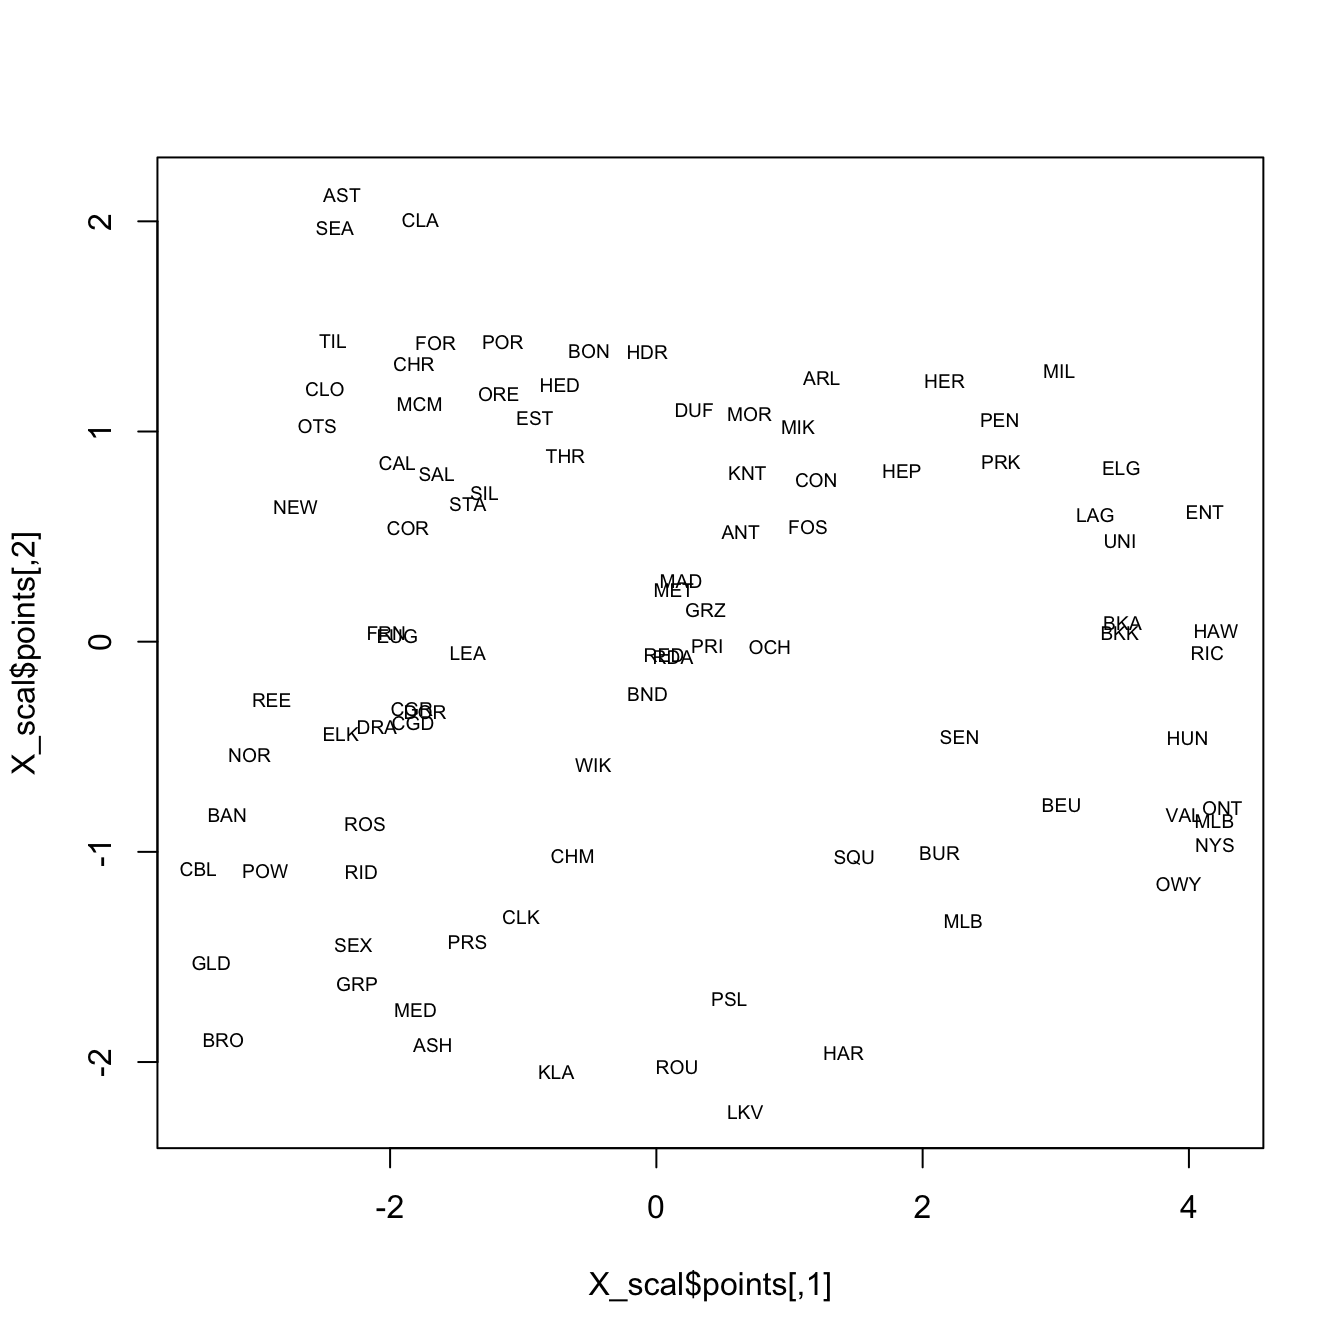 AST
SEA
CLA
TIL
FOR
POR
BON
HDR
CHR
MIL
ARL
HER
HED
CLO
ORE
MCM
DUF
MOR
EST
PEN
OTS
MIK
THR
CAL
PRK
ELG
SAL
KNT
HEP
CON
SIL
STA
NEW
LAG
ENT
COR
FOS
ANT
UNI
MAD
MET
GRZ
BKA
BKK
HAW
FRN
EUG
LEA
PRI
OCH
RIC
RED
RDA
BND
REE
CGR
CGD
DRA
ELK
SEN
HUN
NOR
WIK
BEU
ONT
BAN
VAL
MLB
ROS
NYS
CHM
SQU
BUR
CBL
POW
RID
OWY
CLK
MLB
SEX
PRS
GLD
GRP
PSL
MED
BRO
ASH
HAR
KLA
ROU
LKV
2
1
0
-1
-2
X_scal$points[,2]
-2 0 2 4
X_scal$points[,1]